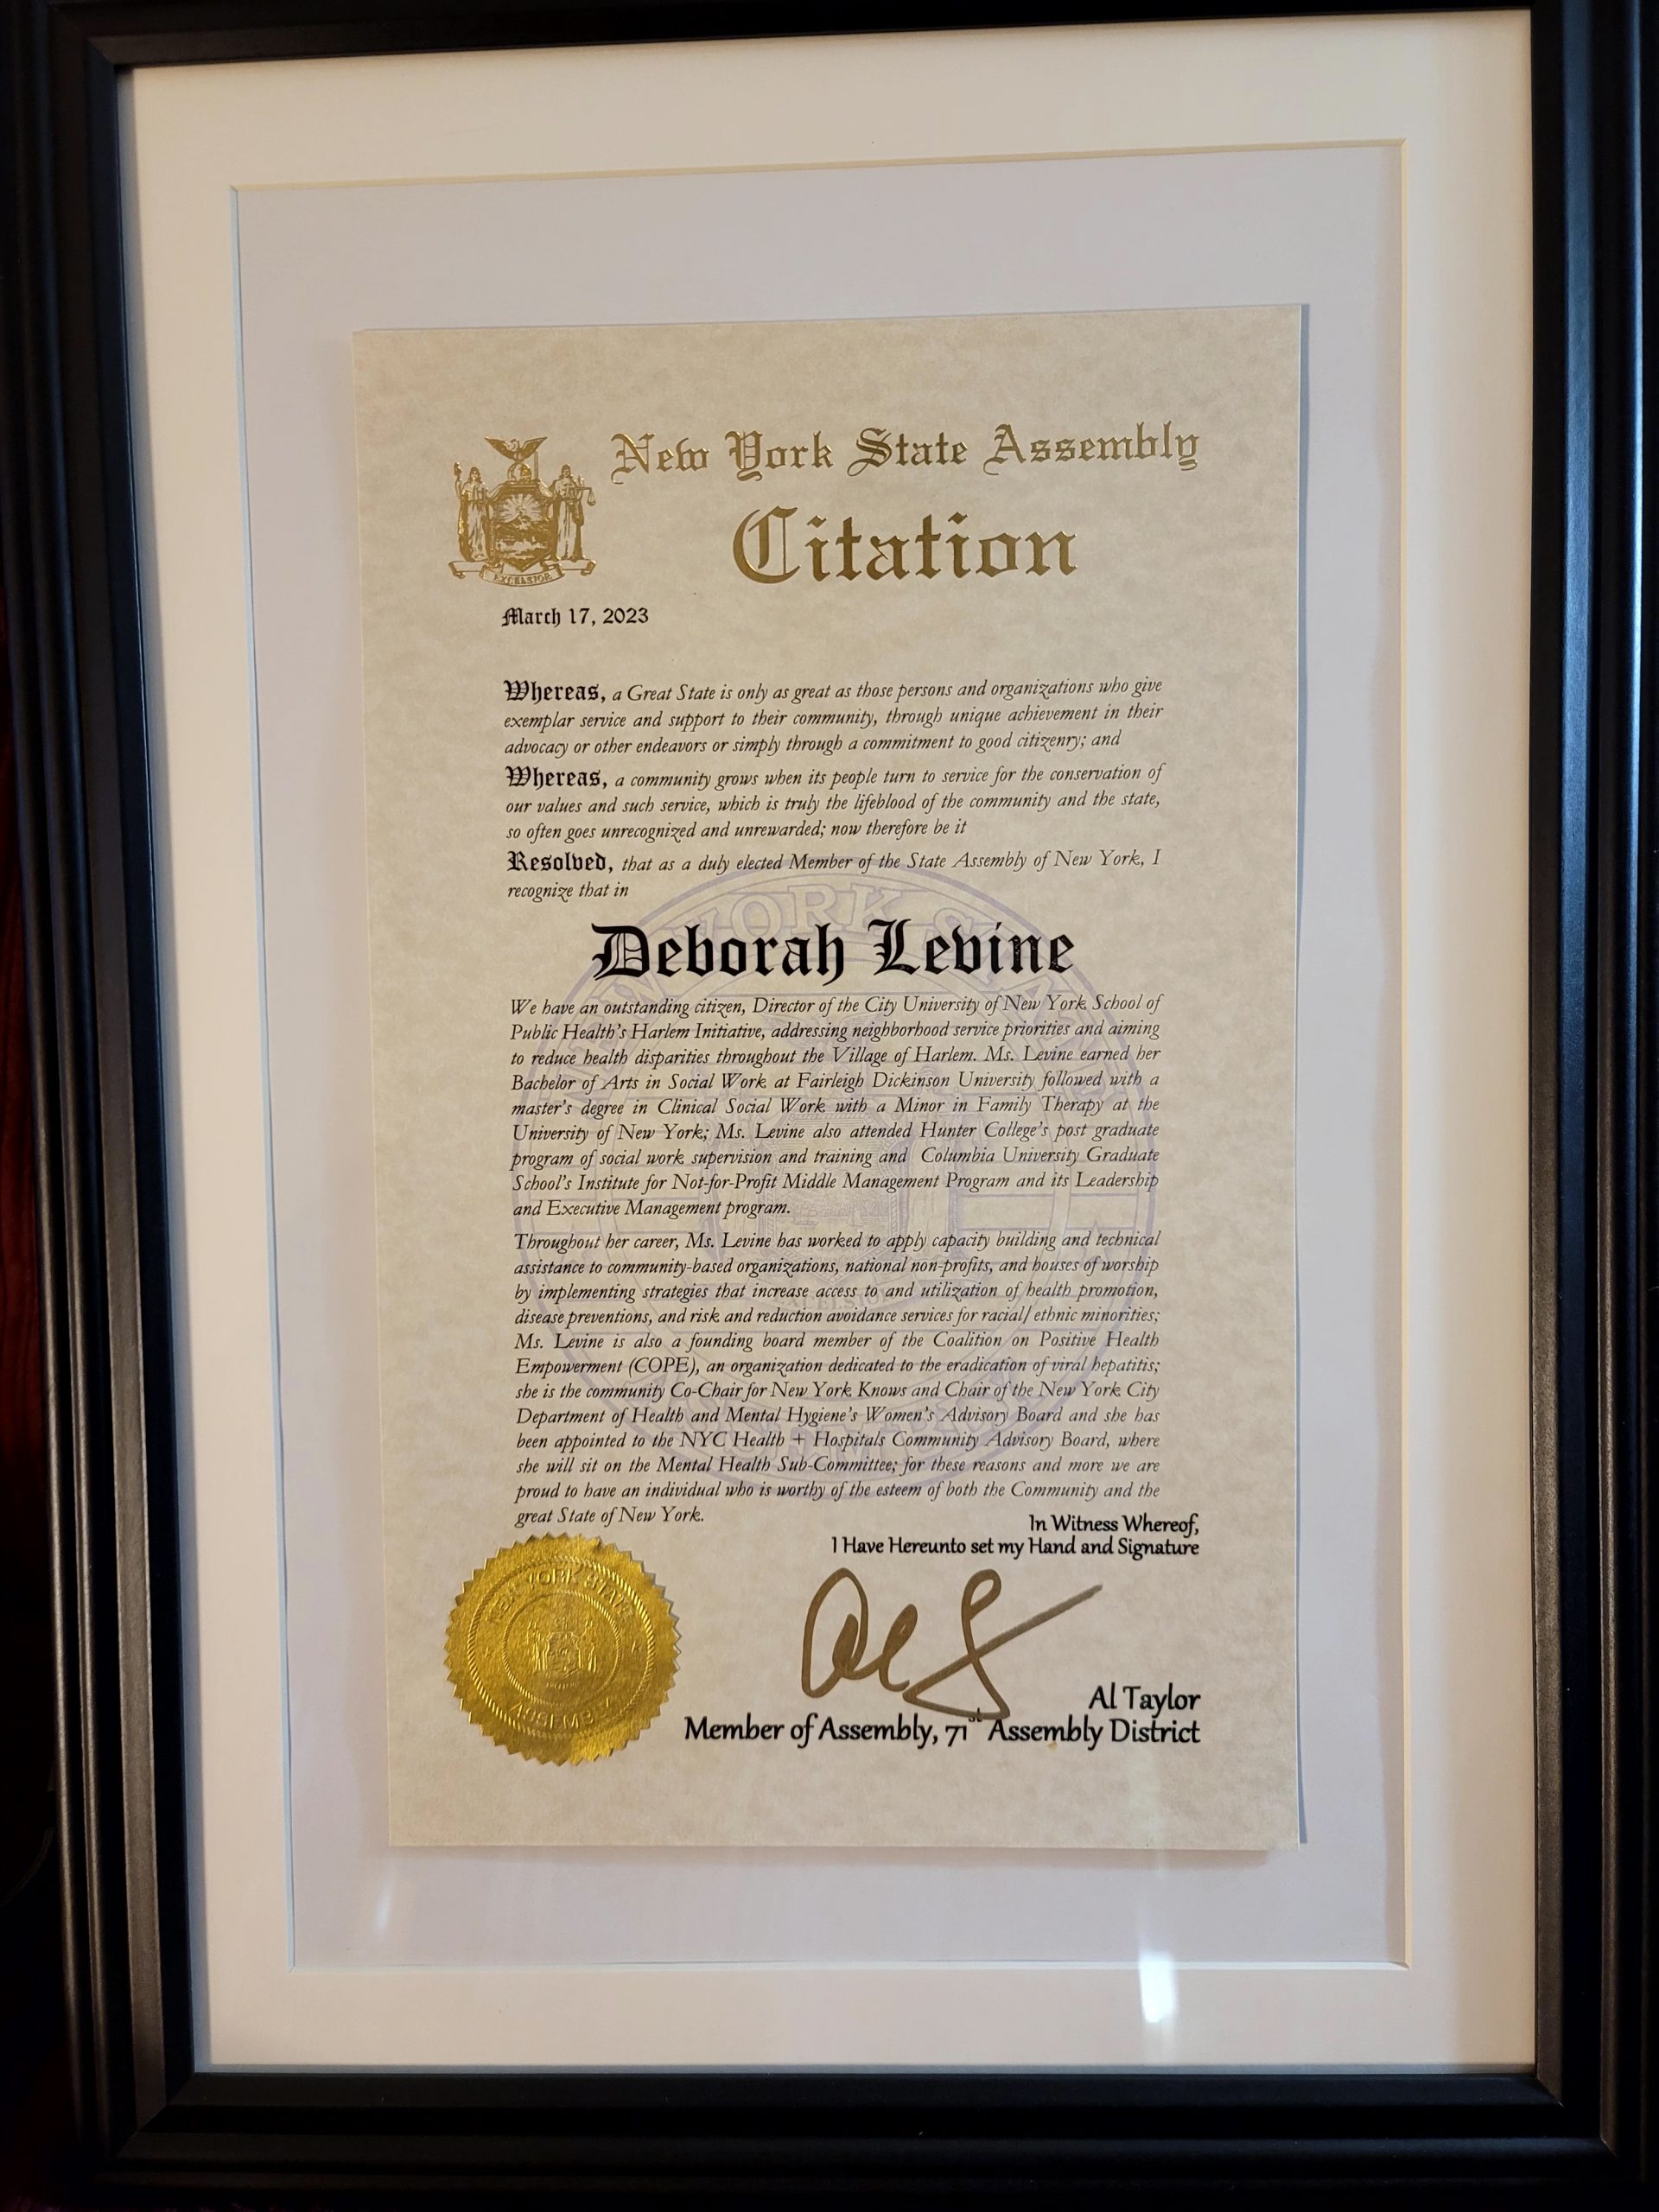 New York State Assembly
Citation
EXCELSIOR
March 17, 2023
Whereas, a Great State is only as great as those persons and organizations who give
exemplar service and support to their community, through unique achievement in their
advocacy or other endeavors or simply through a commitment to good citizenry; and
Whereas, a community grows when its people turn to service for the conservation of
our values and such service, which is truly the lifeblood of the community and the state,
so often goes unrecognized and unrewarded; now therefore be it
Resolved, that as a duly elected Member of the State Assembly of New York, I
recognize that in
Deborah Levine
We have an outstanding citizen, Director of the City University of New York School of
Public Health's Harlem Initiative, addressing neighborhood service priorities and aiming
to reduce health disparities throughout the Village of Harlem. Ms. Levine earned her
Bachelor of Arts in Social Work at Fairleigh Dickinson University followed with a
master's degree in Clinical Social Work with a Minor in Family Therapy at the
University of New York; Ms. Levine also attended Hunter College's post graduate
program of social work supervision and training and Columbia University Graduate
School's Institute for Not-for-Profit Middle Management Program and its Leadership
and Executive Management program.
Throughout her career, Ms. Levine has worked to apply capacity building and technical
assistance to community-based organizations, national non-profits, and houses of worship
by implementing strategies that increase access to and utilization of health promotion,
disease preventions, and risk and reduction avoidance services for racial/ethnic minorities;
Ms. Levine is also a founding board member of the Coalition on Positive Health
Empowerment (COPE), an organization dedicated to the eradication of viral hepatitis;
she is the community Co-Chair for New York Knows and Chair of the New York City
Department of Health and Mental Hygiene's Women's Advisory Board and she has
been appointed to the NYC Health + Hospitals Community Advisory Board, where
she will sit on the Mental Health Sub-Committee; for these reasons and more we are
proud to have an individual who is worthy of the esteem of both the Community and the
great State of New York.
In Witness Whereof,
I Have Hereunto set my Hand and Signature
NEW YORK STATE
ASSEMBLY
Al Taylor
Member of Assembly, 71st Assembly District